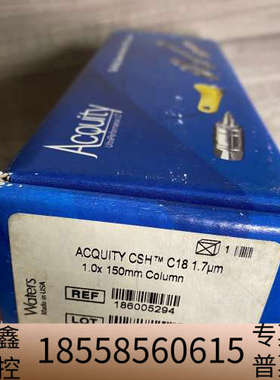 Acquity
ACQUITY CSH™ C18 1.7µm
1.0x 150mm Column
1
Waters
Made in USA
REF
186005294
LOT
鑫
控
18558560615
专
普